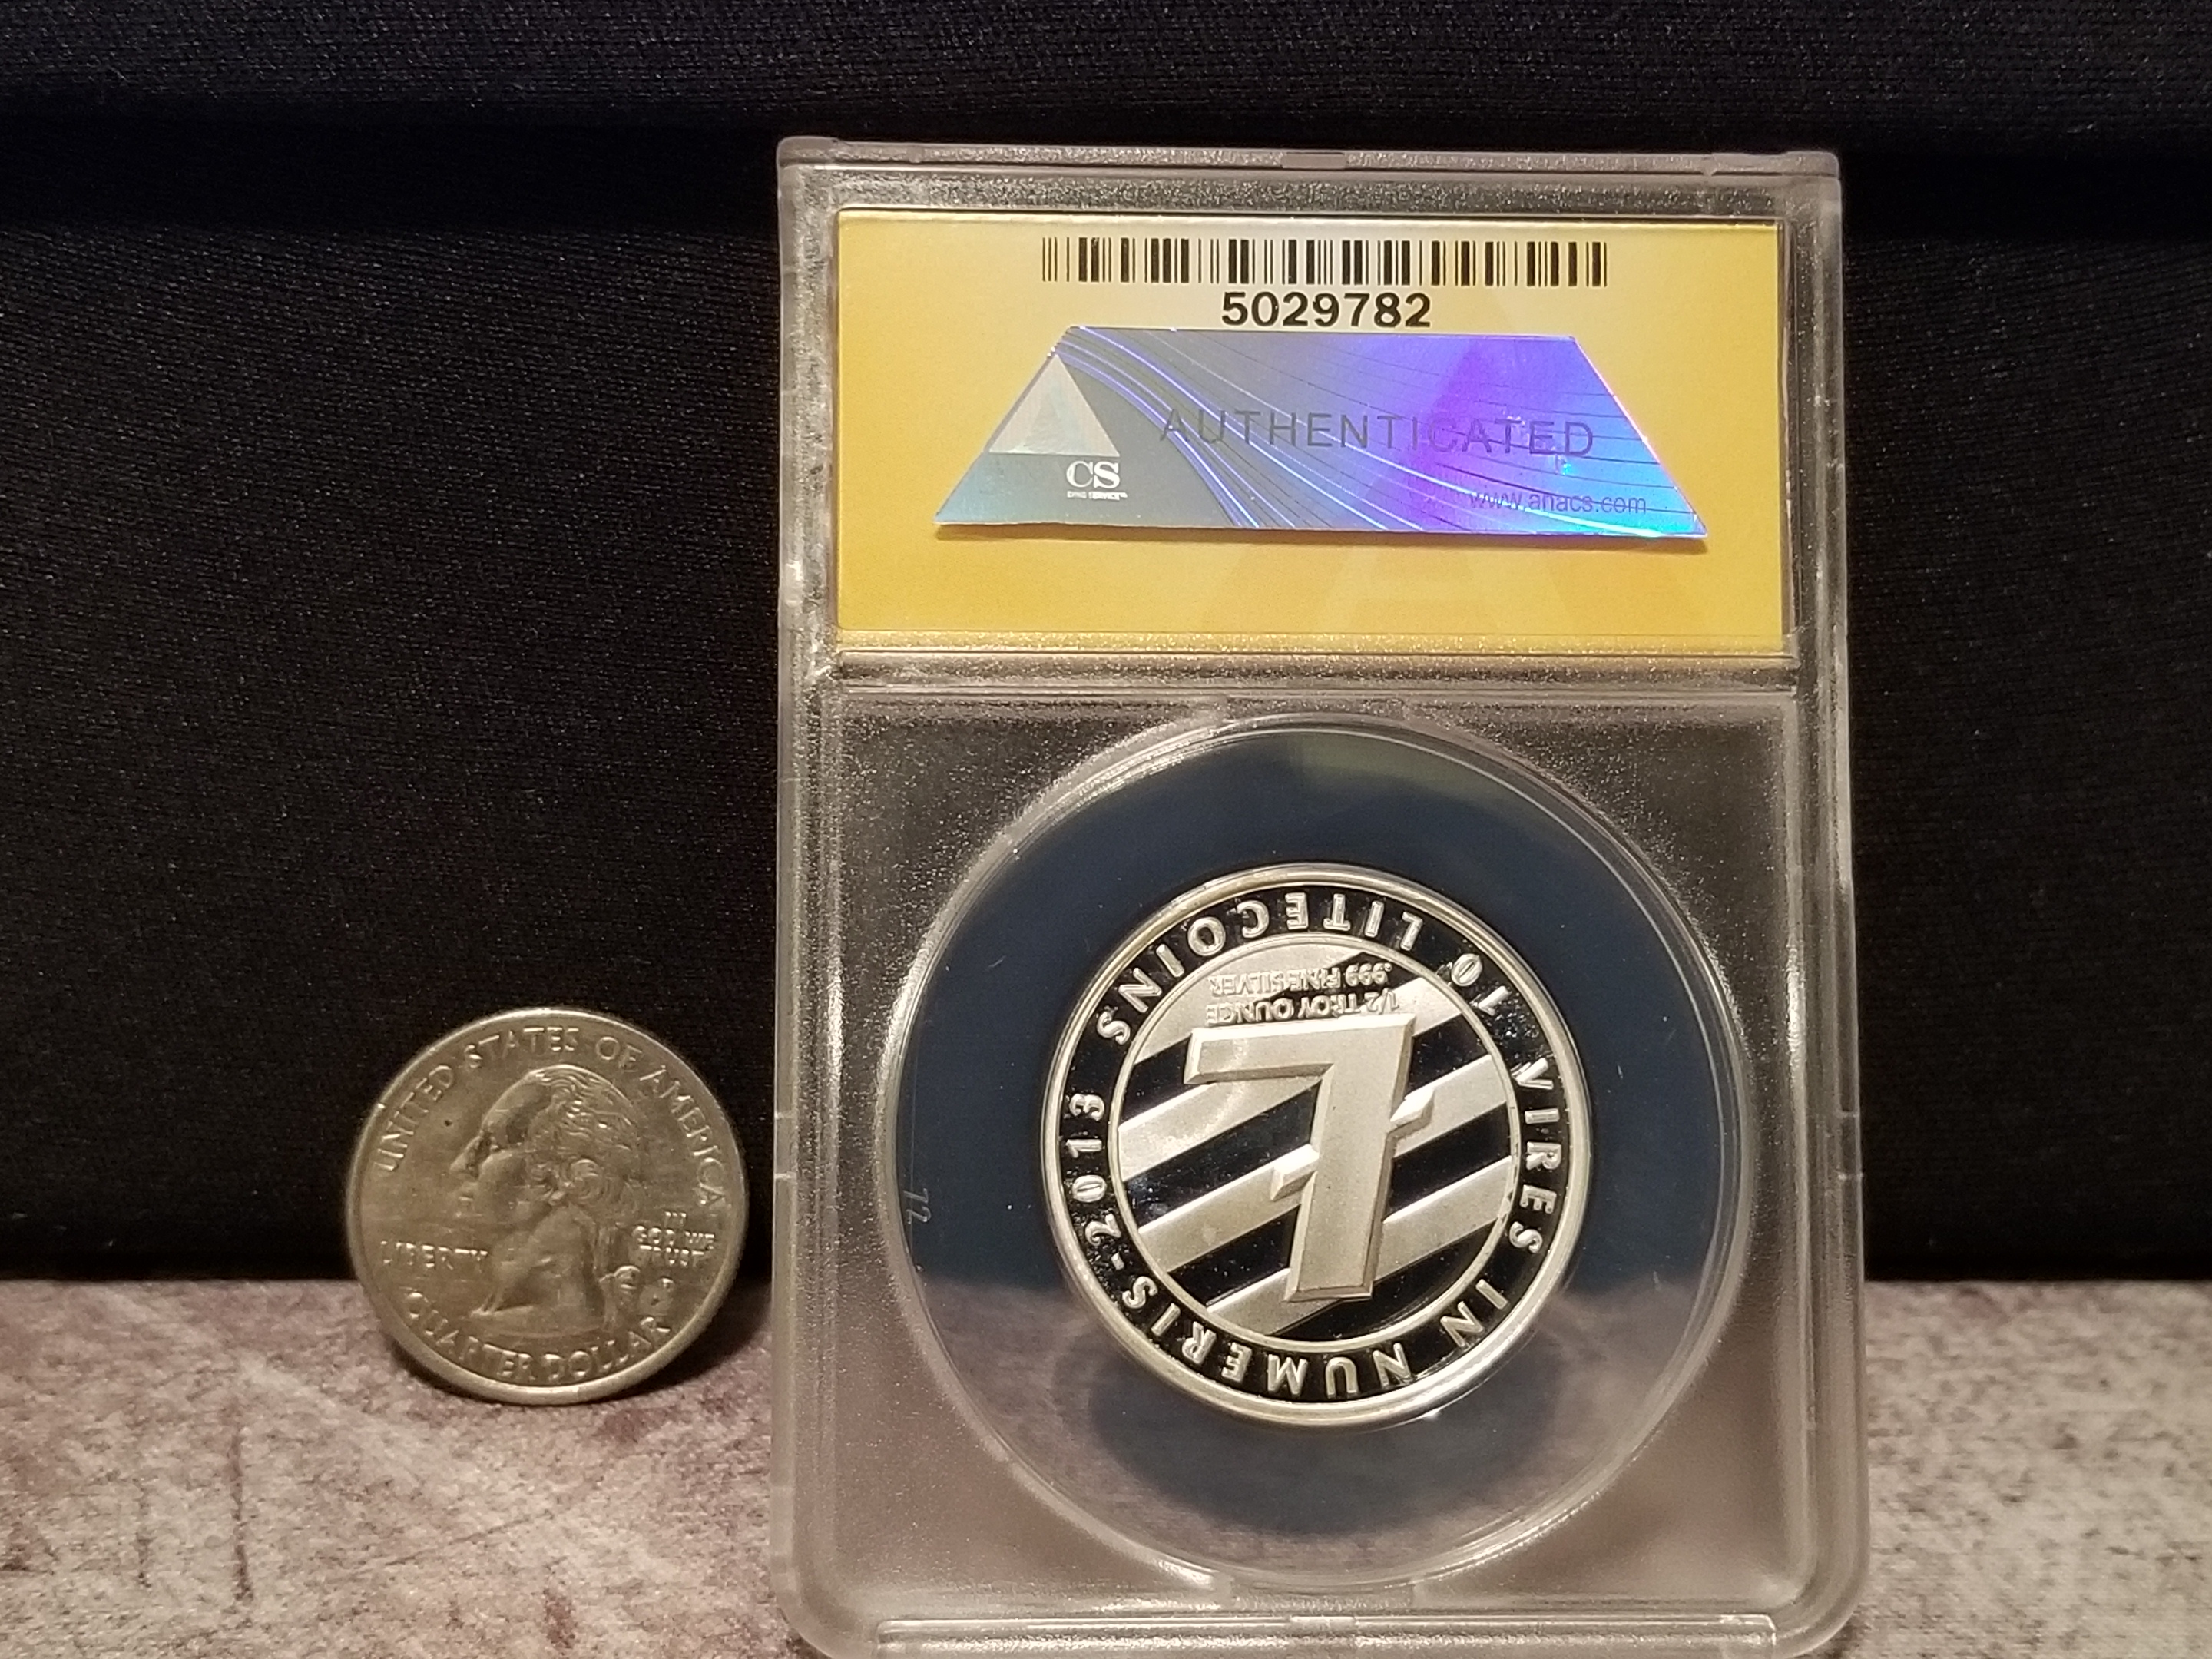 5029782
AUTHENTICATED
CS
www.anacs.com
10 LITECOINS
VIRES IN NUMERIS-2013
1/2 TROY OUNCE
.999 FINE SILVER
72
UNITED STATES OF AMERICA
LIBERTY
IN
GOD WE
TRUST
P
QUARTER DOLLAR